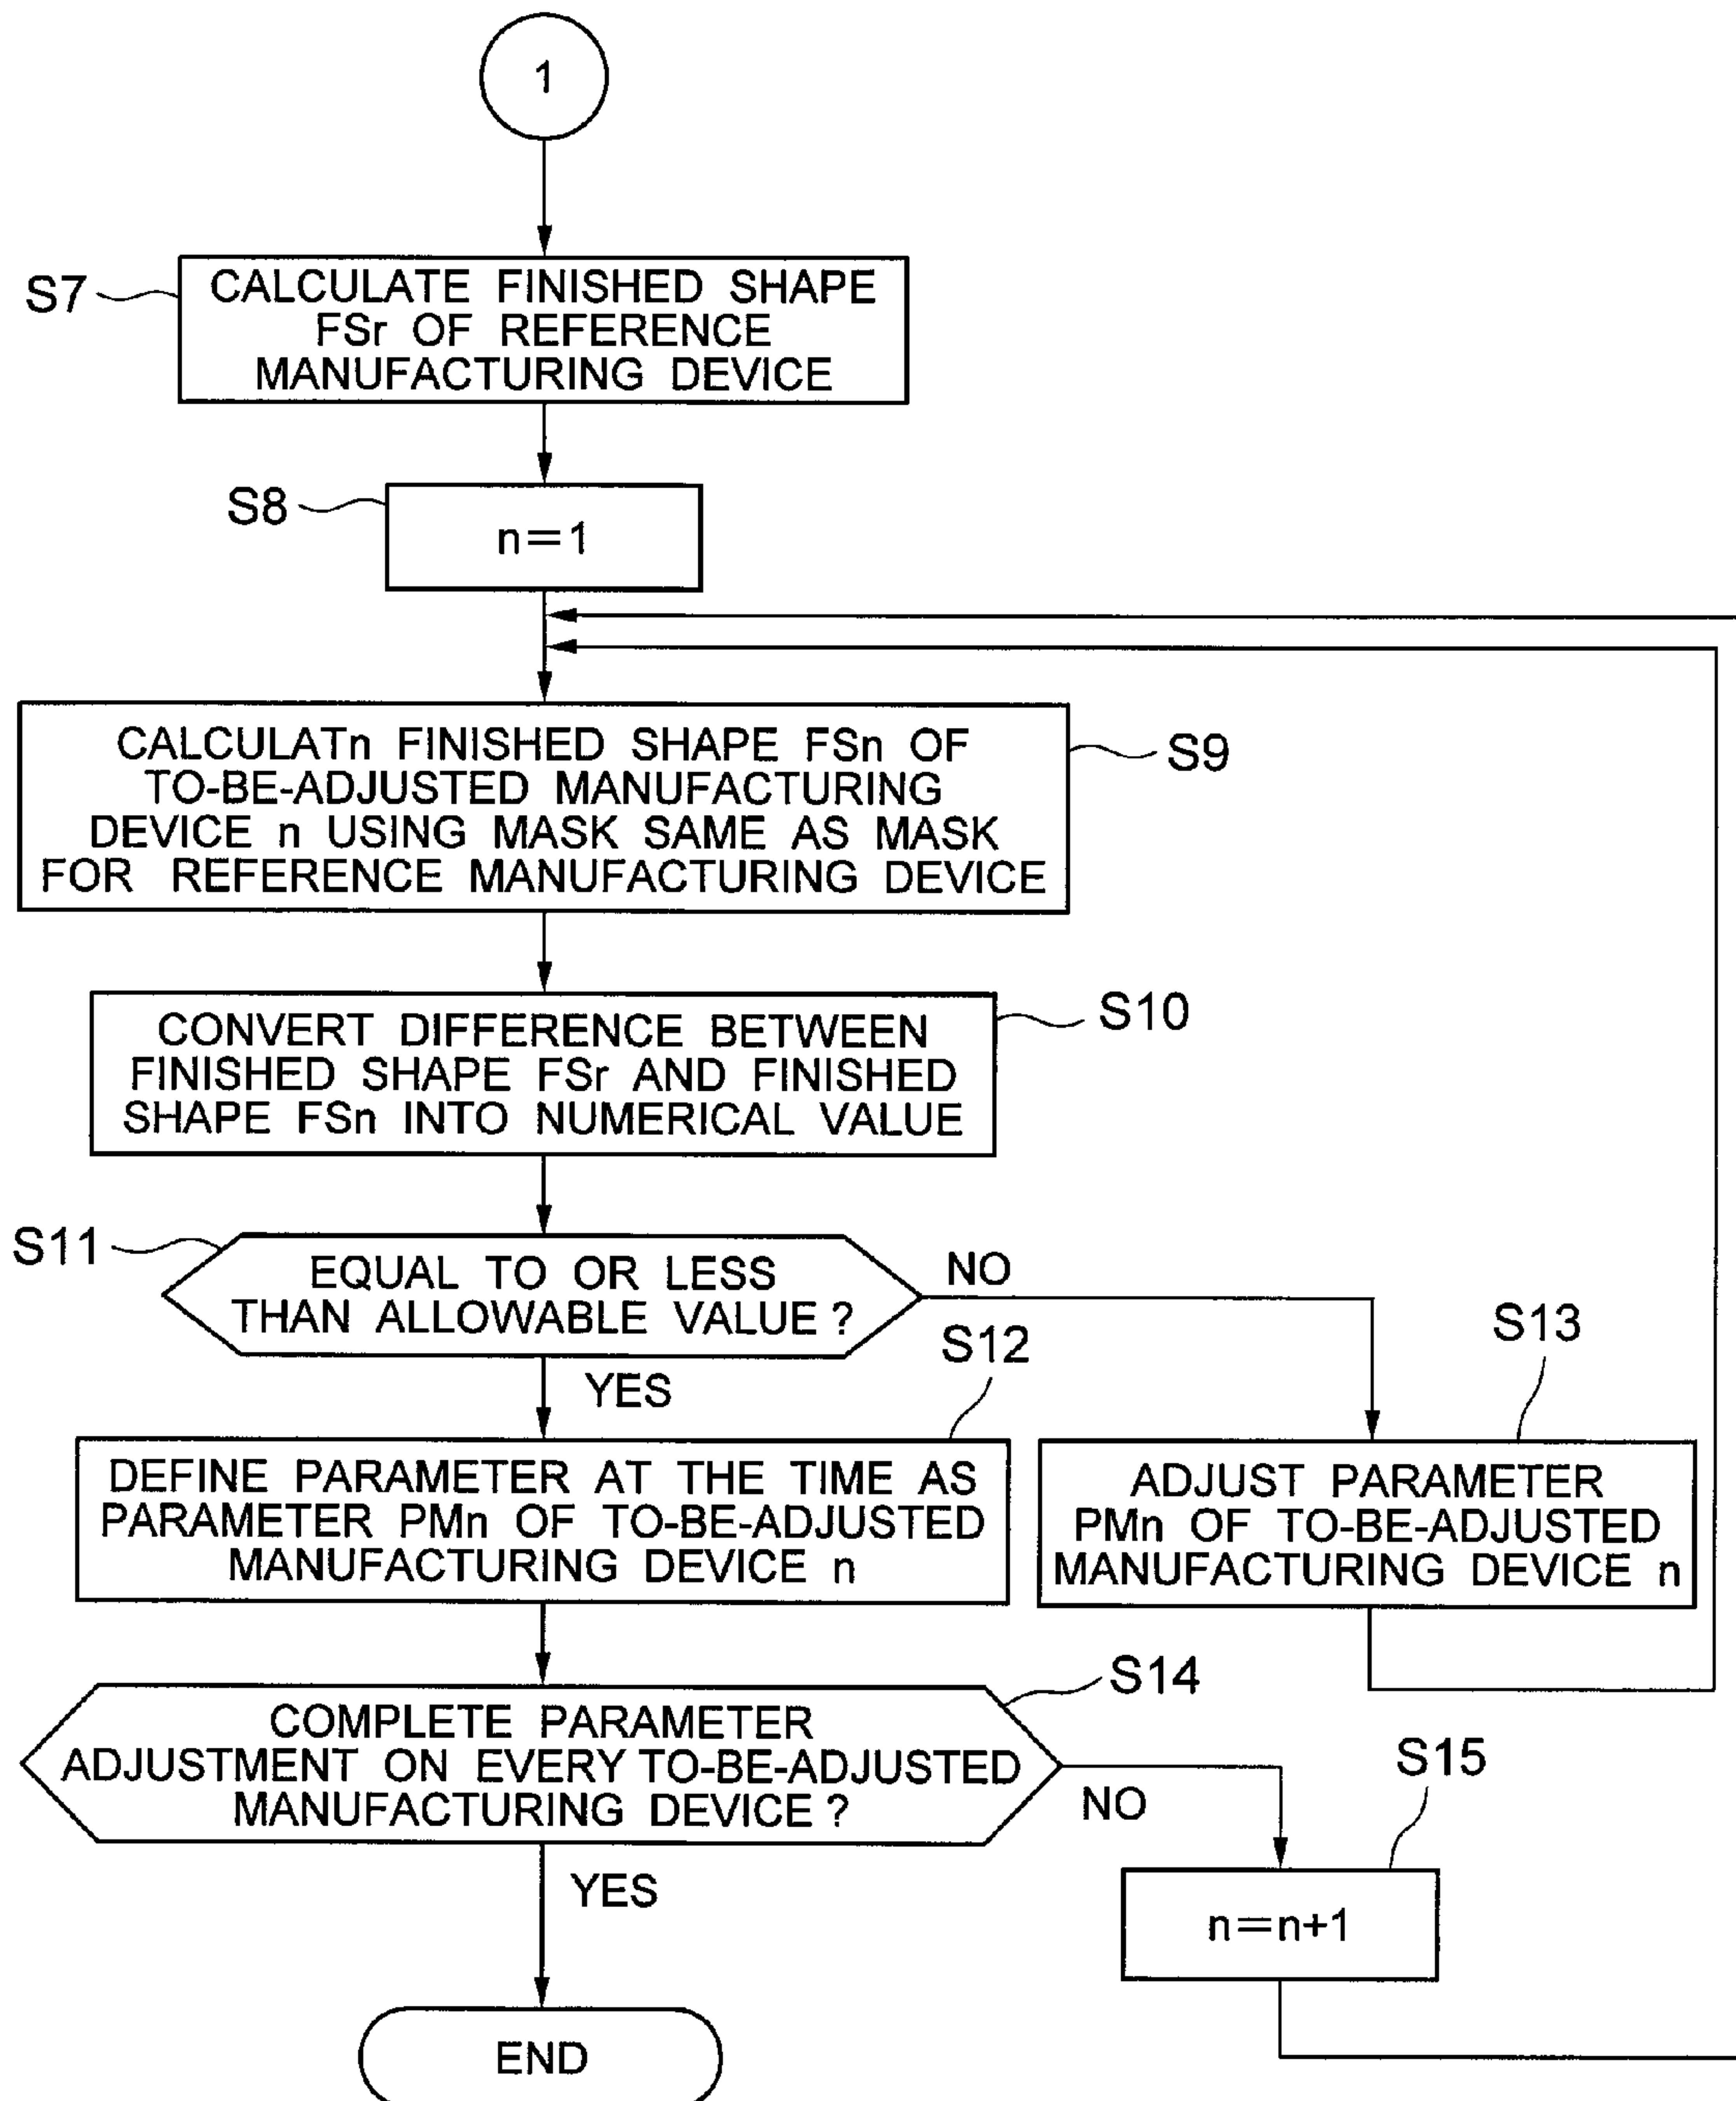 1
S7
CALCULATE FINISHED SHAPE
FSr OF REFERENCE
MANUFACTURING DEVICE
S8
n=1
CALCULATn FINISHED SHAPE FSn OF
TO-BE-ADJUSTED MANUFACTURING
DEVICE n USING MASK SAME AS MASK
FOR REFERENCE MANUFACTURING DEVICE
S9
CONVERT DIFFERENCE BETWEEN
FINISHED SHAPE FSr AND FINISHED
SHAPE FSn INTO NUMERICAL VALUE
S10
S11
EQUAL TO OR LESS
THAN ALLOWABLE VALUE?
NO
YES
S12
DEFINE PARAMETER AT THE TIME AS
PARAMETER PMn OF TO-BE-ADJUSTED
MANUFACTURING DEVICE n
S13
ADJUST PARAMETER
PMn OF TO-BE-ADJUSTED
MANUFACTURING DEVICE n
S14
COMPLETE PARAMETER
ADJUSTMENT ON EVERY TO-BE-ADJUSTED
MANUFACTURING DEVICE?
NO
YES
S15
n=n+1
END